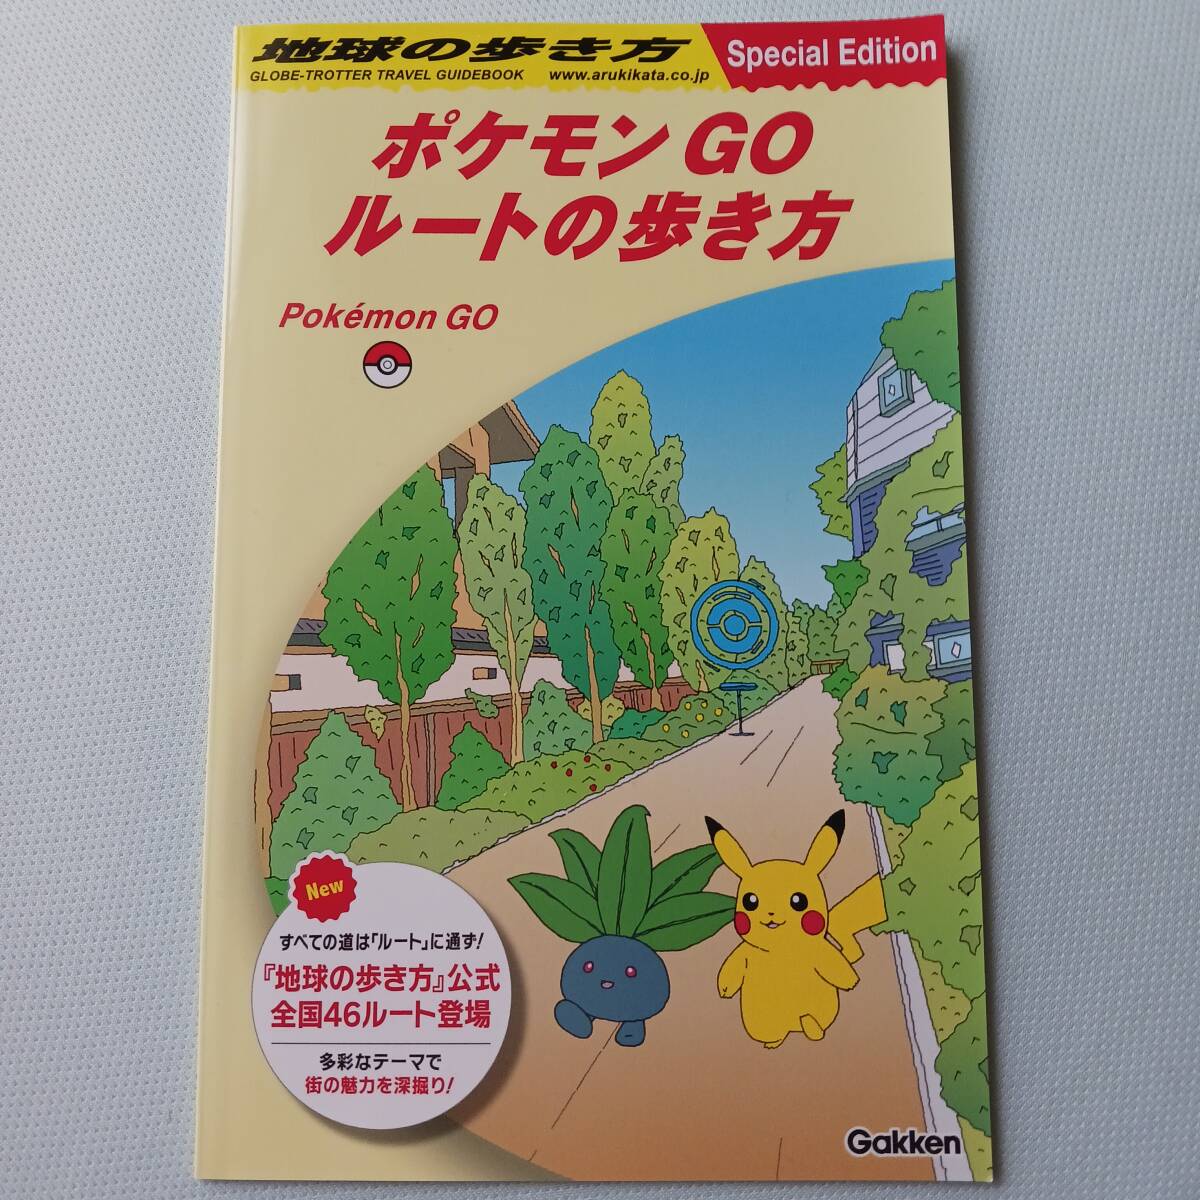 地球の歩き方
GLOBE-TROTTER TRAVEL GUIDEBOOK www.arukikata.co.jp
Special Edition
ポケモン GO
ルートの歩き方
Pokémon GO
New
すべての道は「ルート」に通ず!
『地球の歩き方』公式
全国46ルート登場
多彩なテーマで
街の魅力を深掘り!
Gakken